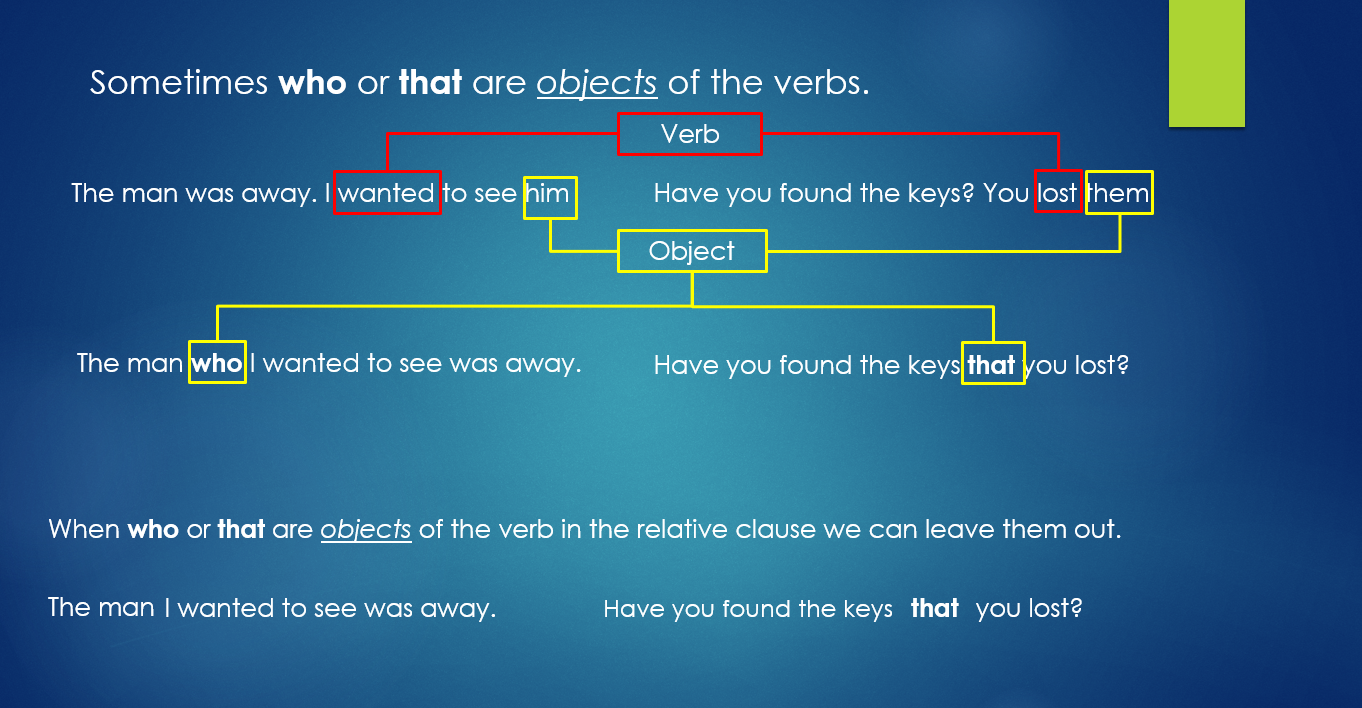 Sometimes who or that are objects of the verbs.
Verb
The man was away. I wanted to see him
Have you found the keys? You lost them
Object
The man who I wanted to see was away.
Have you found the keys that you lost?
When who or that are objects of the verb in the relative clause we can leave them out.
The man I wanted to see was away.
Have you found the keys that you lost?